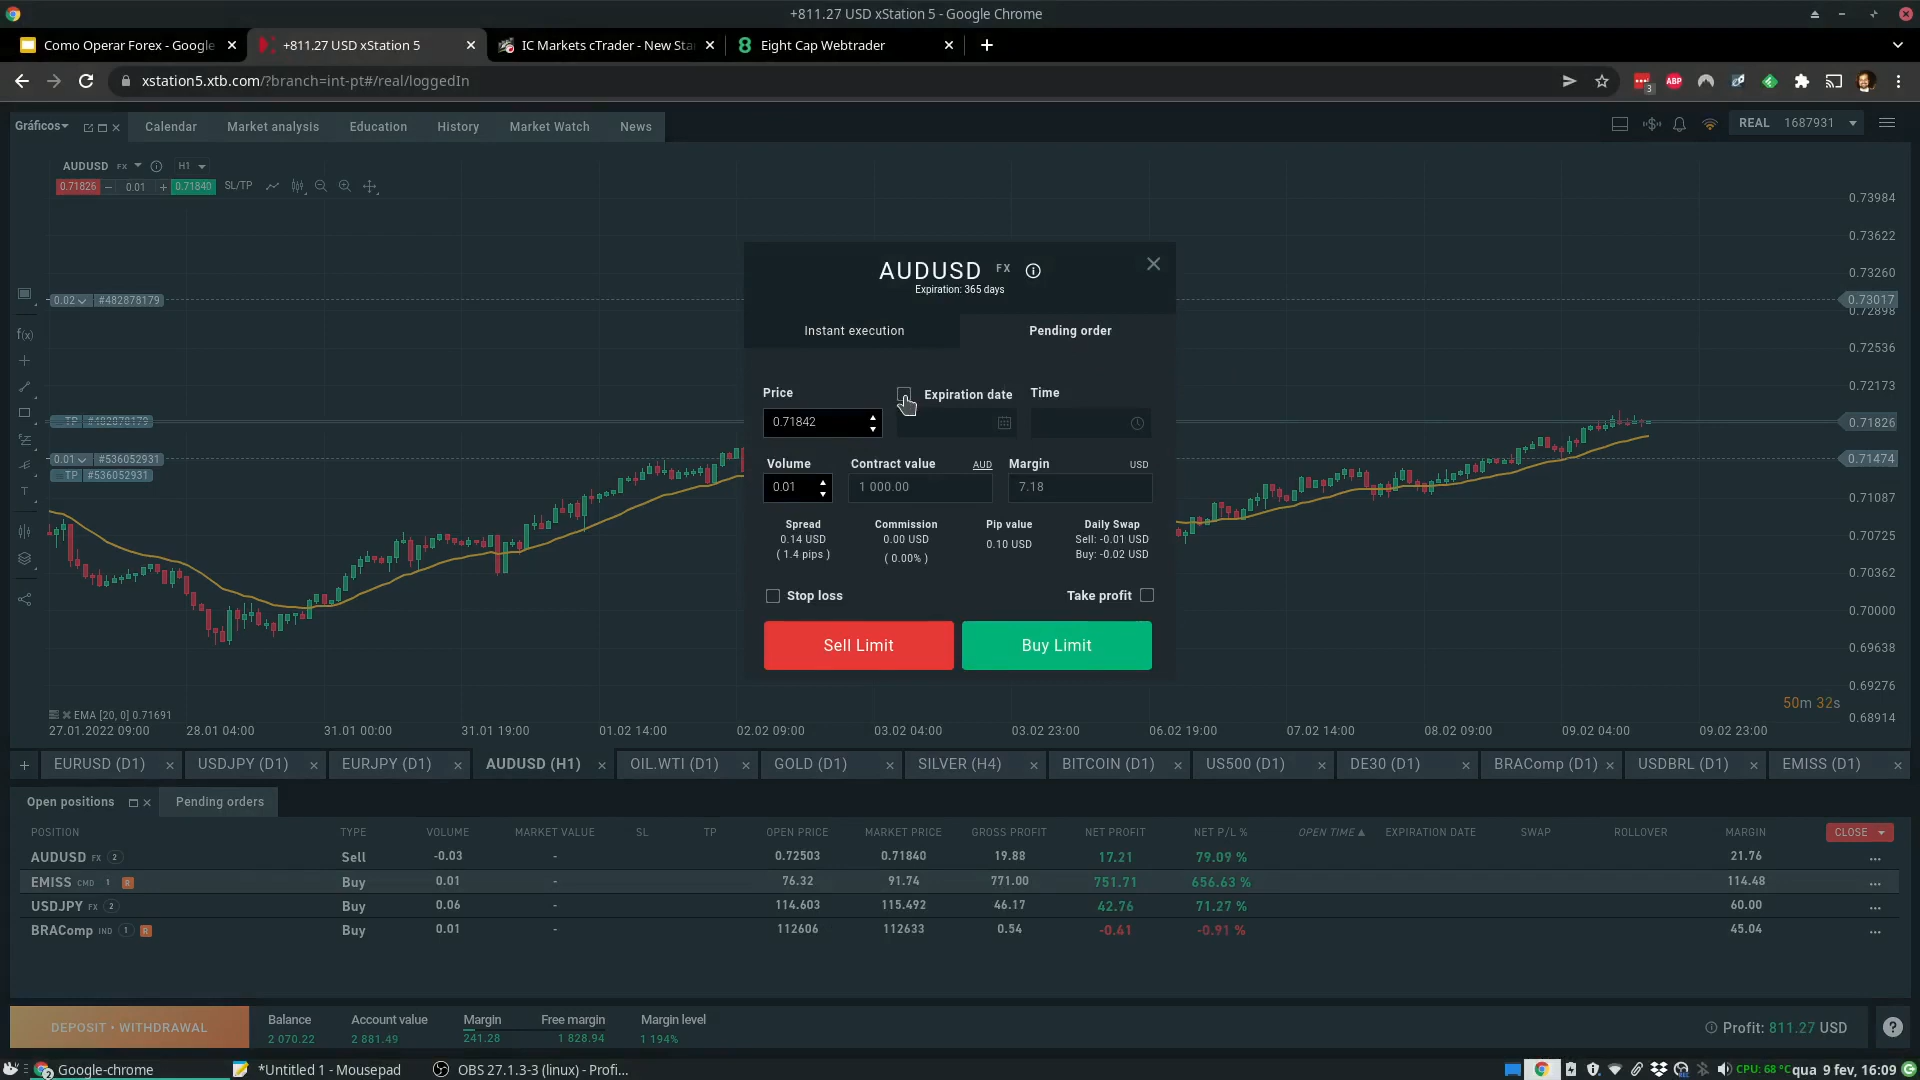 +811.27 USD xStation 5 - Google Chrome
Como Operar Forex - Google
+811.27 USD xStation 5
IC Markets cTrader - New Sta
Eight Cap Webtrader
xstation5.xtb.com/?branch=int-pt#/real/loggedIn
3
ABP
Gráficos
Calendar
Market analysis
Education
History
Market Watch
News
REAL 1687931
AUDUSD FX H1
0.71826 − 0.01 + 0.71840 SL/TP
0.73984
0.73622
0.73260
0.73017
0.72898
0.72536
0.72173
0.71826
0.71474
0.71087
0.70725
0.70362
0.70000
0.69638
0.69276
0.68914
0.02 #482878179
TP #482878179
0.01 #536052931
TP #536052931
f(x)
T
AUDUSD FX
Expiration: 365 days
Instant execution
Pending order
Price
Expiration date
Time
0.71842
Volume
Contract value AUD
Margin USD
0.01
1 000.00
7.18
Spread
0.14 USD
( 1.4 pips )
Commission
0.00 USD
( 0.00% )
Pip value
0.10 USD
Daily Swap
Sell: -0.01 USD
Buy: -0.02 USD
Stop loss
Take profit
Sell Limit
Buy Limit
50m 32s
EMA [20, 0] 0.71691
27.01.2022 09:00 28.01 04:00 31.01 00:00 31.01 19:00 01.02 14:00 02.02 09:00 03.02 04:00 03.02 23:00 06.02 19:00 07.02 14:00 08.02 09:00 09.02 04:00 09.02 23:00
+ EURUSD (D1) USDJPY (D1) EURJPY (D1) AUDUSD (H1) OIL.WTI (D1) GOLD (D1) SILVER (H4) BITCOIN (D1) US500 (D1) DE30 (D1) BRAComp (D1) USDBRL (D1) EMISS (D1)
Open positions
Pending orders
POSITION TYPE VOLUME MARKET VALUE SL TP OPEN PRICE MARKET PRICE GROSS PROFIT NET PROFIT NET P/L % OPEN TIME EXPIRATION DATE SWAP ROLLOVER MARGIN CLOSE
AUDUSD FX 2 Sell -0.03 - 0.72503 0.71840 19.88 17.21 79.09 % 21.76 ...
EMISS CMD 1 R Buy 0.01 - 76.32 91.74 771.00 751.71 656.63 % 114.48 ...
USDJPY FX 2 Buy 0.06 - 114.603 115.492 46.17 42.76 71.27 % 60.00 ...
BRAComp IND 1 R Buy 0.01 - 112606 112633 0.54 -0.41 -0.91 % 45.04 ...
DEPOSIT • WITHDRAWAL
Balance
2 070.22
Account value
2 881.49
Margin
241.28
Free margin
1 828.94
Margin level
1 194%
Profit: 811.27 USD
?
2 Google-chrome
*Untitled 1 - Mousepad
OBS 27.1.3-3 (linux) - Profi...
CPU: 68 °C
qua 9 fev, 16:09